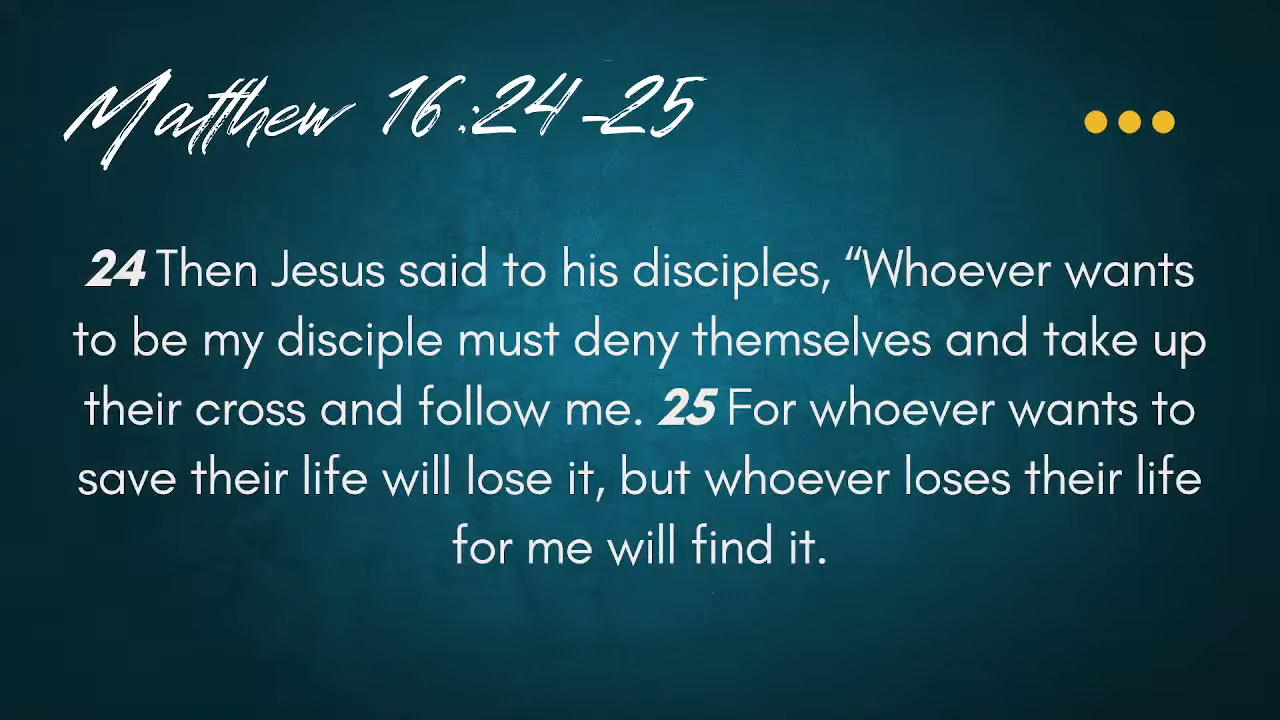 Matthew 16:24-25
24 Then Jesus said to his disciples, “Whoever wants
to be my disciple must deny themselves and take up
their cross and follow me. 25 For whoever wants to
save their life will lose it, but whoever loses their life
for me will find it.